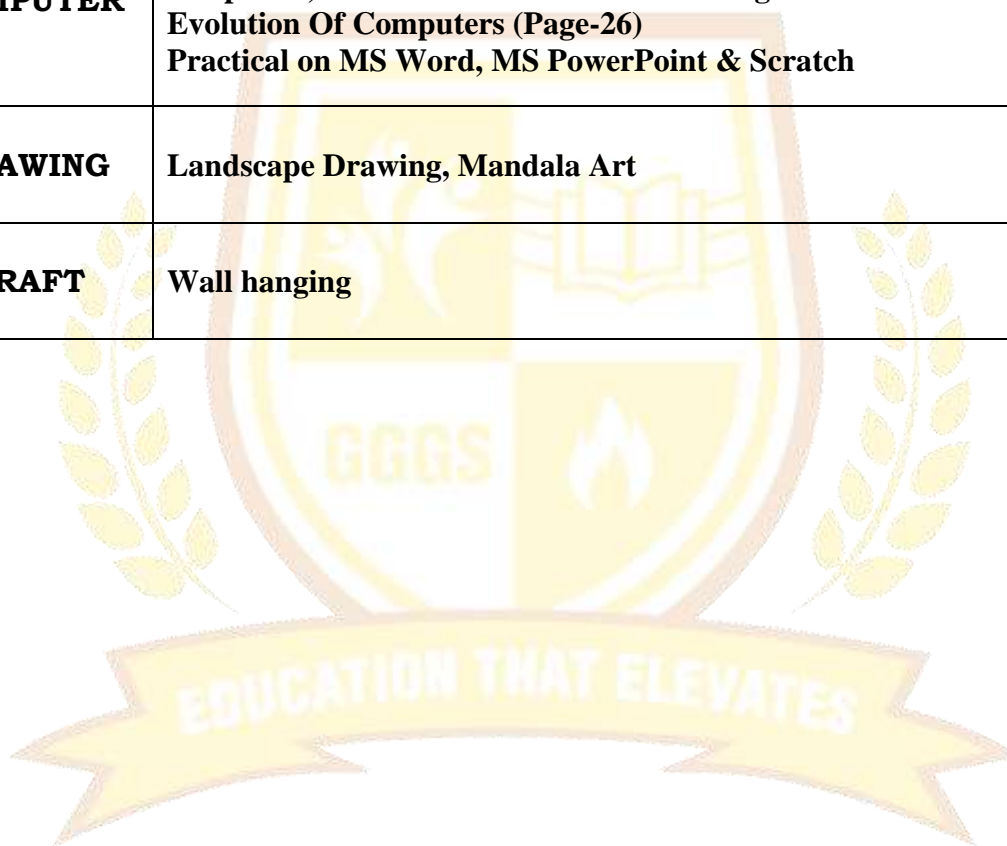 Evolution Of Computers (Page-26)
Practical on MS Word, MS PowerPoint & Scratch
AWING
Landscape Drawing, Mandala Art
RAFT
Wall hanging
GGGS
EDUCATION THAT ELEVATES